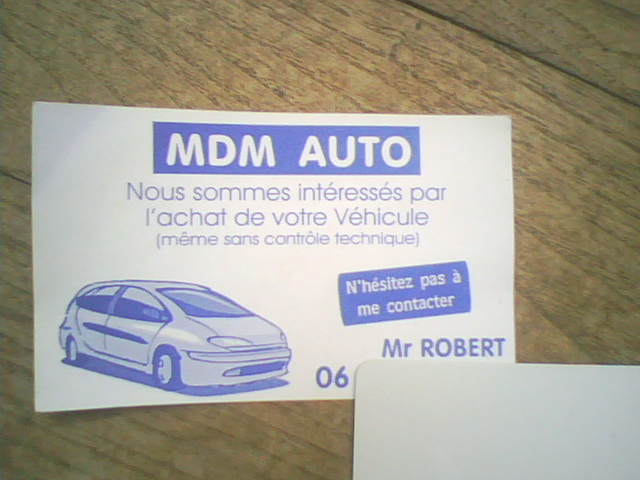 MDM AUTO
Nous sommes intéressés par
l'achat de votre Véhicule
(même sans contrôle technique)
N'hésitez pas à
me contacter
Mr ROBERT
06